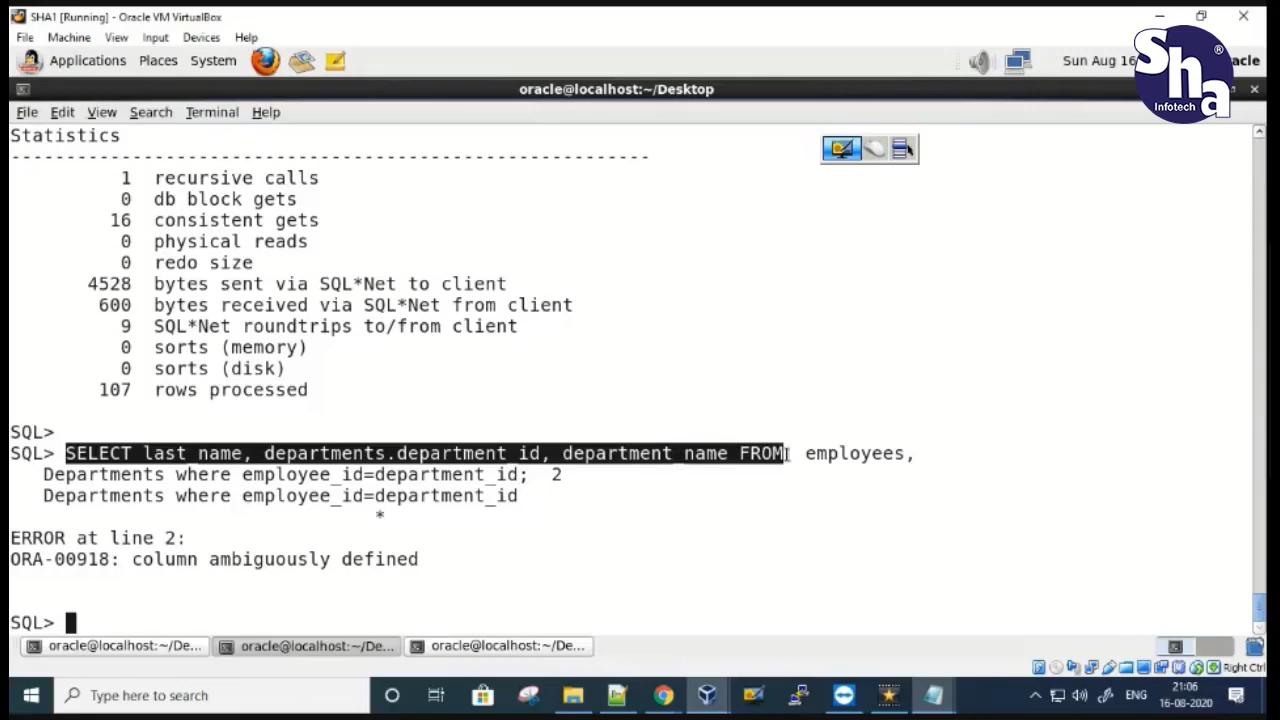 SHA1 [Running] - Oracle VM VirtualBox
File Machine View Input Devices Help
Applications Places System
Sun Aug 16
acle
Sha
®
Infotech
oracle@localhost:~/Desktop
File Edit View Search Terminal Help
Statistics
----------------------------------------------------------
1 recursive calls
0 db block gets
16 consistent gets
0 physical reads
0 redo size
4528 bytes sent via SQL*Net to client
600 bytes received via SQL*Net from client
9 SQL*Net roundtrips to/from client
0 sorts (memory)
0 sorts (disk)
107 rows processed
SQL>
SQL> SELECT last_name, departments.department_id, department_name FROM employees,
Departments where employee_id=department_id; 2
Departments where employee_id=department_id
*
ERROR at line 2:
ORA-00918: column ambiguously defined
SQL>
oracle@localhost:~/De... oracle@localhost:~/De... oracle@localhost:~/De...
Right Ctrl
Type here to search
ENG
21:06
16-08-2020